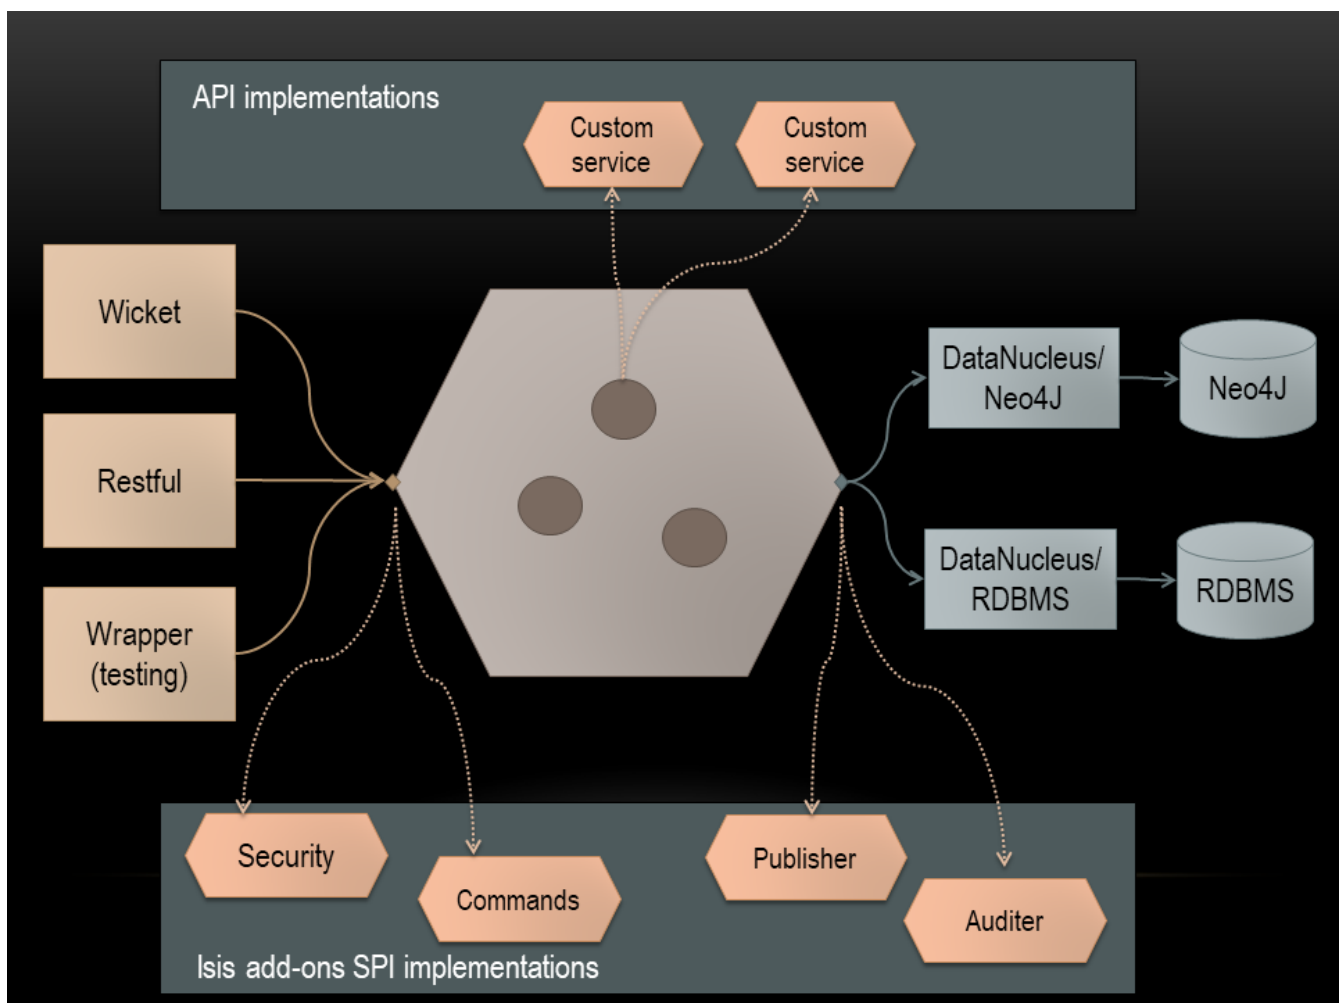 API implementations
Custom
service
Custom
service
Wicket
Restful
Wrapper
(testing)
DataNucleus/
Neo4J
Neo4J
DataNucleus/
RDBMS
RDBMS
Security
Commands
Publisher
Auditer
Isis add-ons SPI implementations